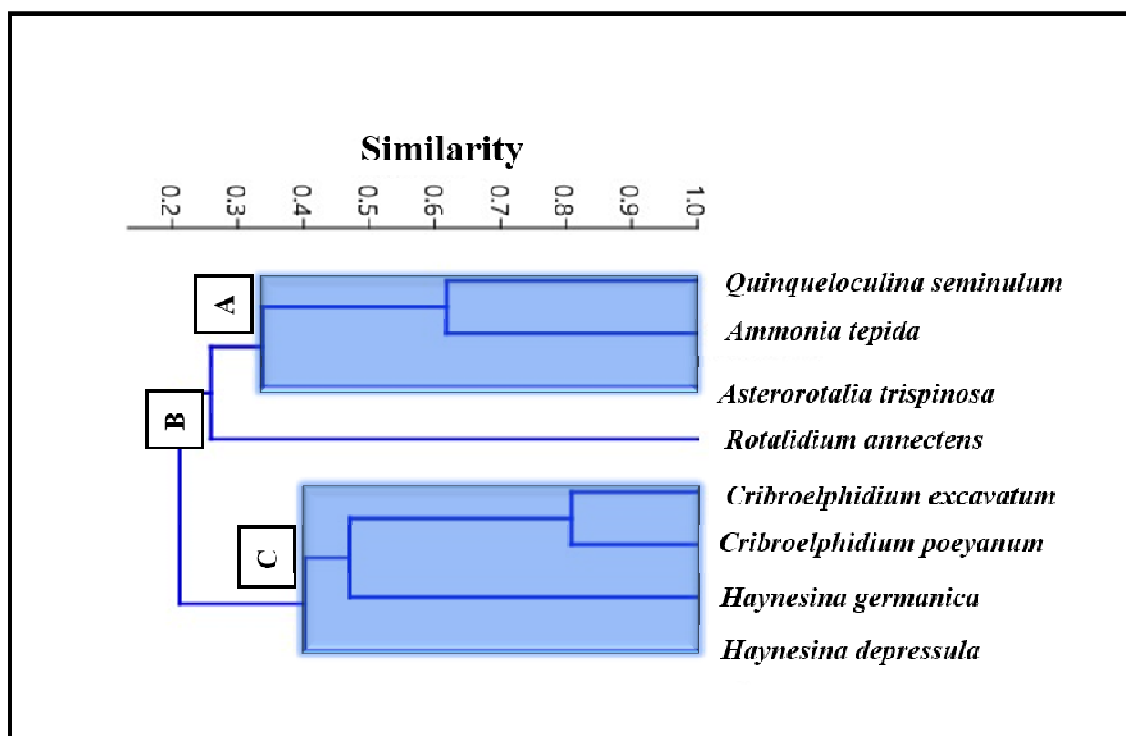 Similarity
0.2 0.3 0.4 0.5 0.6 0.7 0.8 0.9 1.0
A
Quinqueloculina seminulum
Ammonia tepida
Asterorotalia trispinosa
B
Rotalidium annectens
Cribroelphidium excavatum
Cribroelphidium poeyanum
C
Haynesina germanica
Haynesina depressula